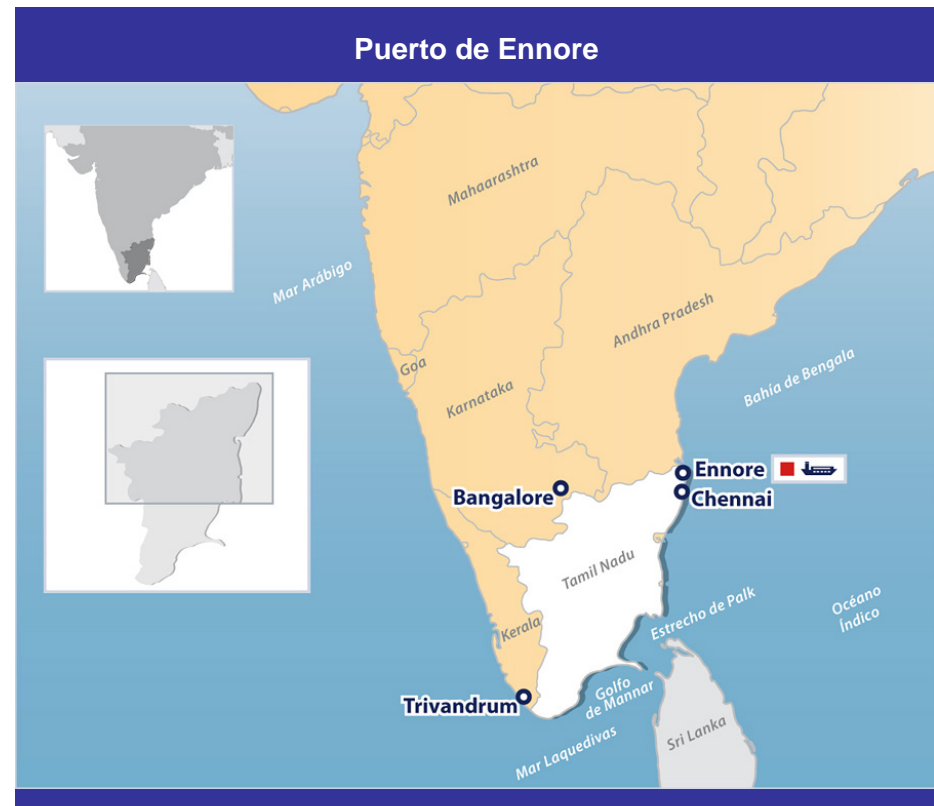 Puerto de Ennore
Mahaarashtra
Mar Arábigo
Andhra Pradesh
Goa
Karnataka
Bahía de Bengala
Ennore
Bangalore
Chennai
Tamil Nadu
Estrecho de Palk
Océano
Índico
Kerala
Golfo
de Mannar
Trivandrum
Sri Lanka
Mar Laquedivas